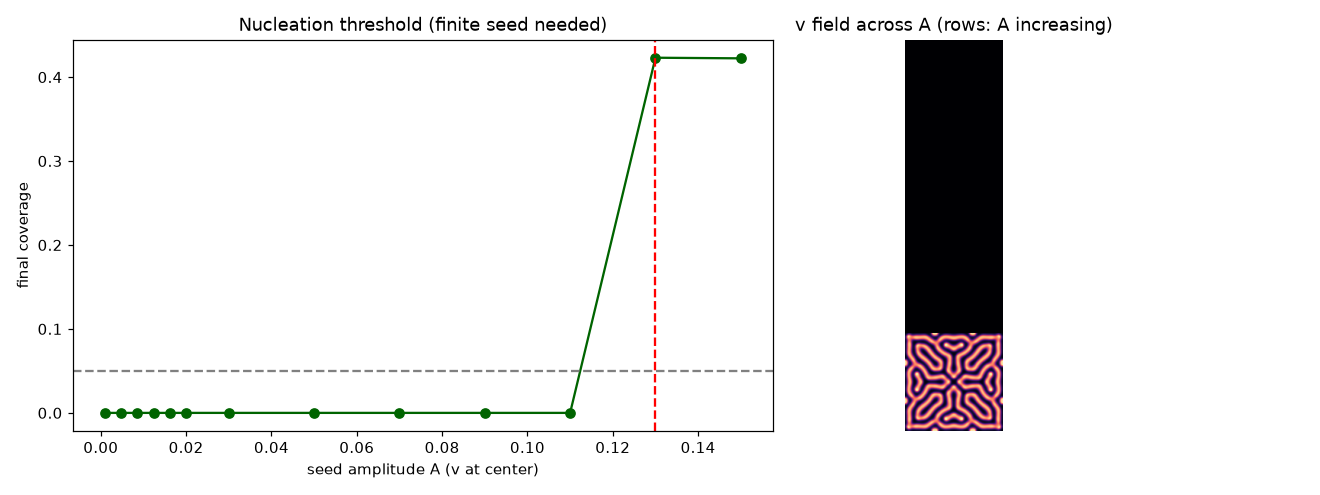 Nucleation threshold (finite seed needed)
v field across A (rows: A increasing)
final coverage
0.4
0.3
0.2
0.1
0.0
0.00 0.02 0.04 0.06 0.08 0.10 0.12 0.14
seed amplitude A (v at center)